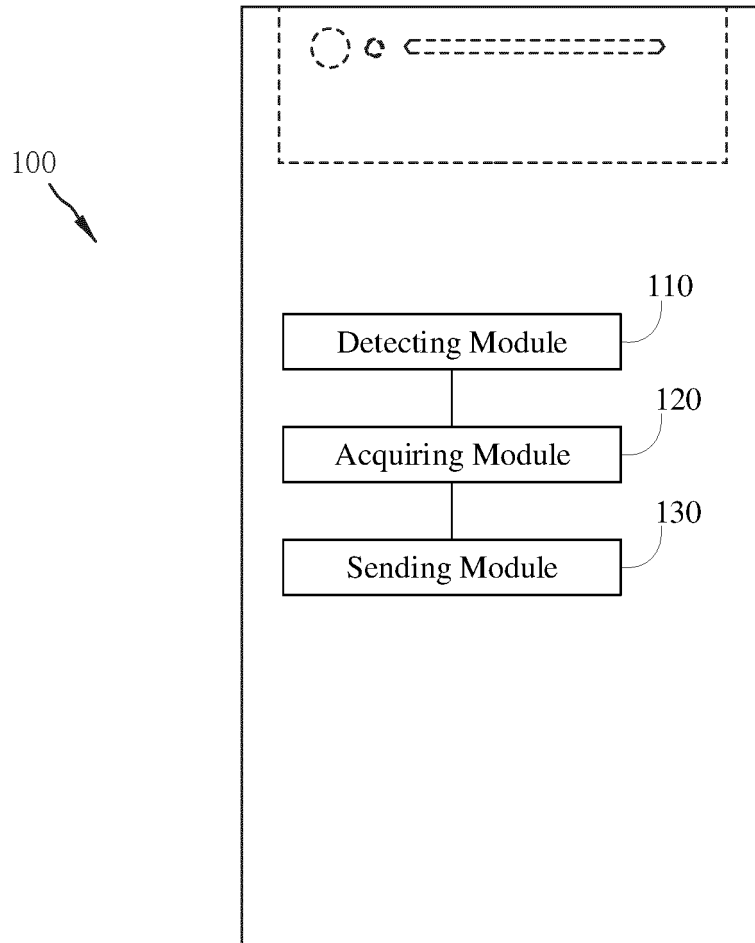 100
110
Detecting Module
120
Acquiring Module
130
Sending Module